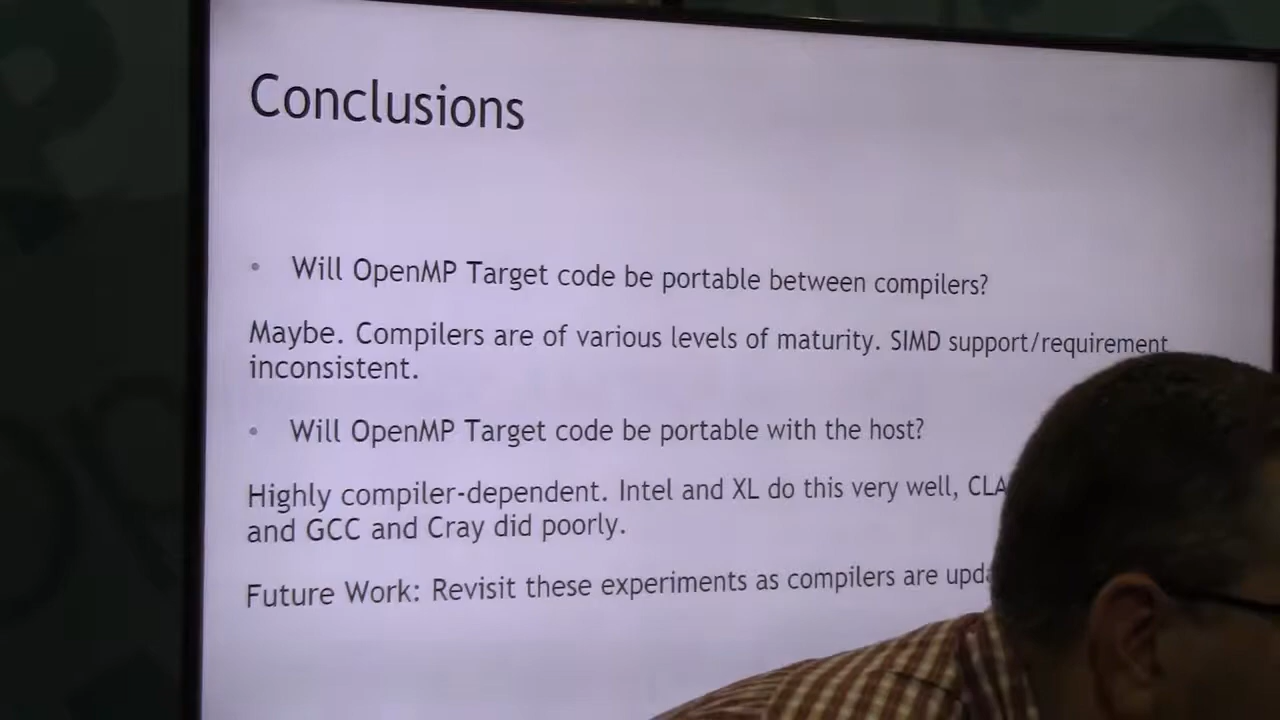 Conclusions
• Will OpenMP Target code be portable between compilers?
Maybe. Compilers are of various levels of maturity. SIMD support/requirement
inconsistent.
• Will OpenMP Target code be portable with the host?
Highly compiler-dependent. Intel and XL do this very well,
and GCC and Cray did poorly.
Future Work: Revisit these experiments as compilers are